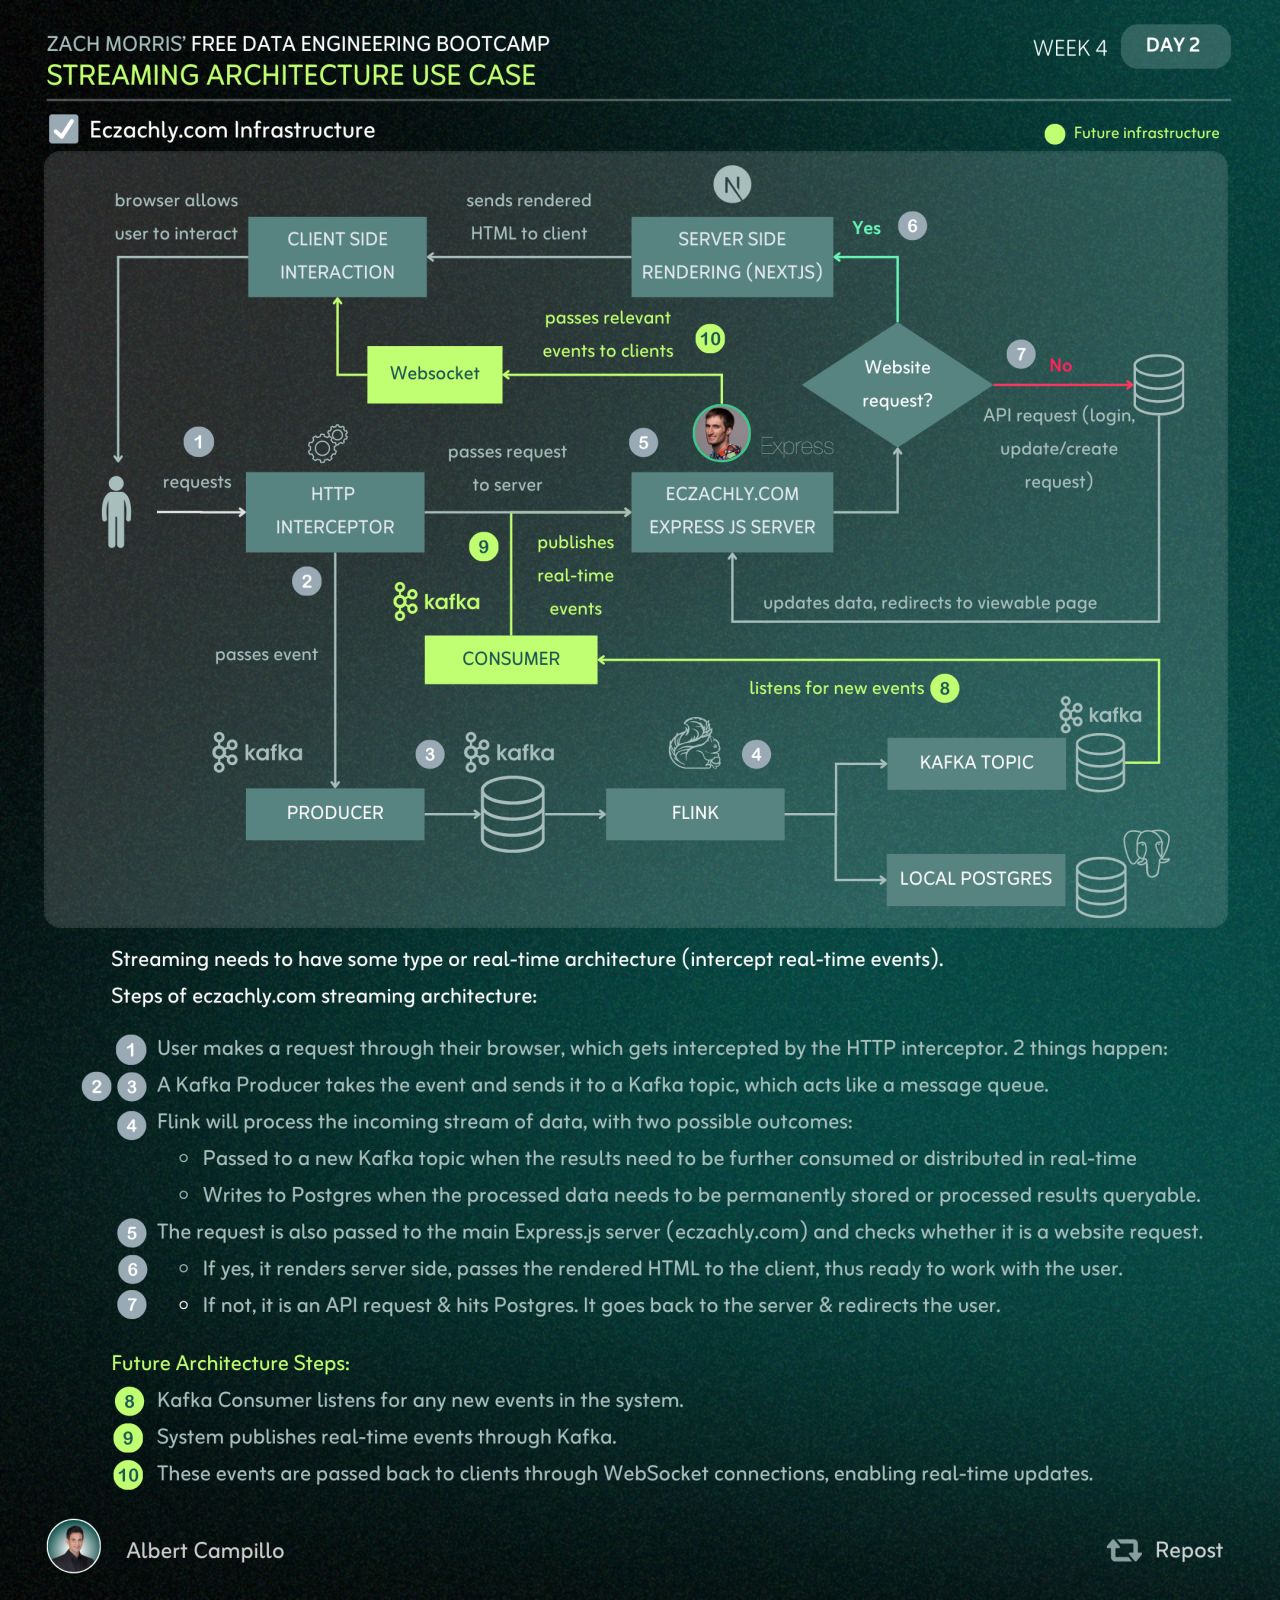 ZACH MORRIS' FREE DATA ENGINEERING BOOTCAMP
STREAMING ARCHITECTURE USE CASE
WEEK 4
DAY 2
Eczachly.com Infrastructure
Future infrastructure
browser allows
user to interact
CLIENT SIDE
INTERACTION
sends rendered
HTML to client
N
SERVER SIDE
RENDERING (NEXTJS)
Yes
6
passes relevant
events to clients
10
Websocket
Website
request?
7
No
API request (login,
update/create
request)
1
requests
HTTP
INTERCEPTOR
passes request
to server
5
Express
ECZACHLY.COM
EXPRESS JS SERVER
9
publishes
real-time
events
2
kafka
updates data, redirects to viewable page
passes event
CONSUMER
listens for new events
8
kafka
kafka
3
kafka
4
KAFKA TOPIC
PRODUCER
FLINK
LOCAL POSTGRES
Streaming needs to have some type or real-time architecture (intercept real-time events).
Steps of eczachly.com streaming architecture:
1 User makes a request through their browser, which gets intercepted by the HTTP interceptor. 2 things happen:
2 3 A Kafka Producer takes the event and sends it to a Kafka topic, which acts like a message queue.
4 Flink will process the incoming stream of data, with two possible outcomes:
Passed to a new Kafka topic when the results need to be further consumed or distributed in real-time
Writes to Postgres when the processed data needs to be permanently stored or processed results queryable.
5 The request is also passed to the main Express.js server (eczachly.com) and checks whether it is a website request.
6 If yes, it renders server side, passes the rendered HTML to the client, thus ready to work with the user.
7 If not, it is an API request & hits Postgres. It goes back to the server & redirects the user.
Future Architecture Steps:
8 Kafka Consumer listens for any new events in the system.
9 System publishes real-time events through Kafka.
10 These events are passed back to clients through WebSocket connections, enabling real-time updates.
Albert Campillo
Repost